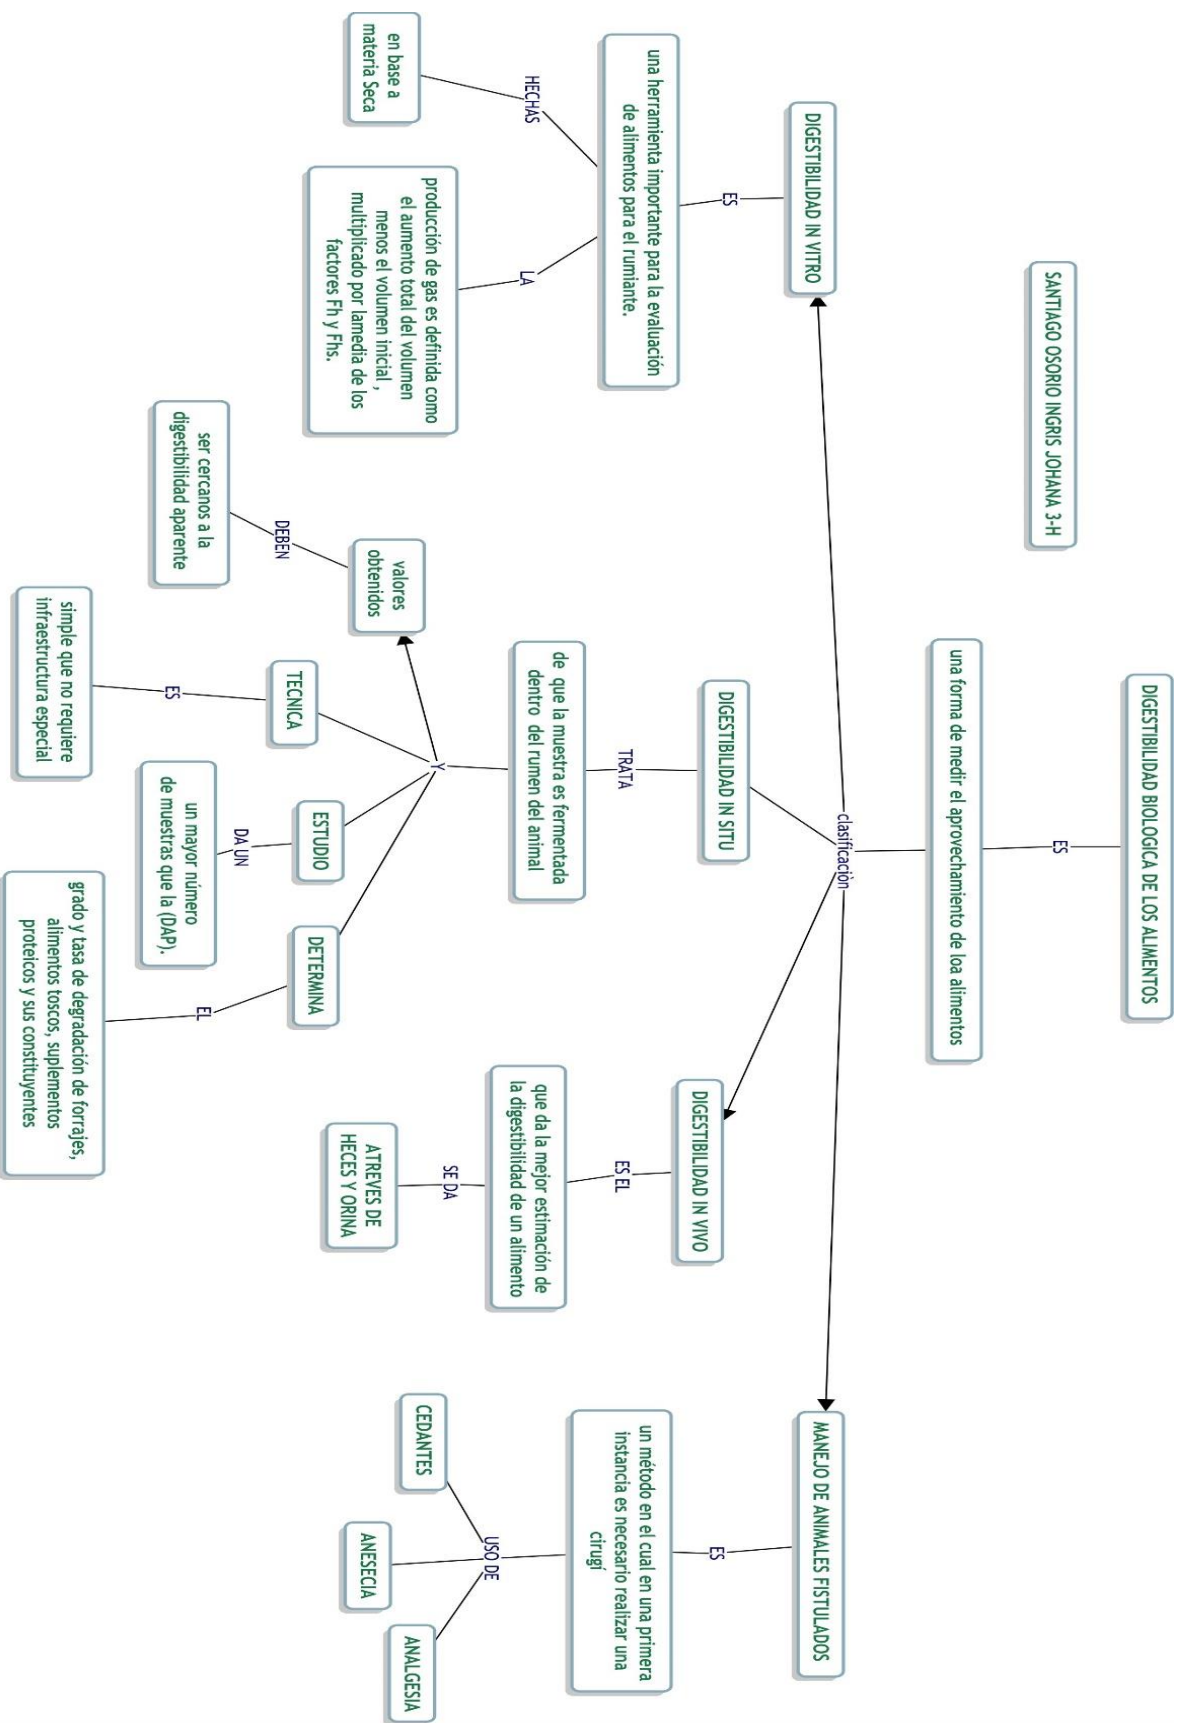 SANTIAGO OSORIO INGRIS JOHANA 3-H
DIGESTIBILIDAD BIOLOGICA DE LOS ALIMENTOS
ES
una forma de medir el aprovechamiento de loa alimentos
clasificaciòn
DIGESTIBILIDAD IN VITRO
ES
una herramienta importante para la evaluación
de alimentos para el rumiante.
HECHAS
en base a
materia Seca
LA
producción de gas es definida como
el aumento total del volumen
menos el volumen inicial ,
multiplicado por lamedia de los
factores Fh y Fhs.
DIGESTIBILIDAD IN SITU
TRATA
de que la muestra es fermentada
dentro del rumen del animal
Y
valores
obtenidos
DEBEN
ser cercanos a la
digestibilidad aparente
TECNICA
ES
simple que no requiere
infraestructura especial
ESTUDIO
DA UN
un mayor número
de muestras que la (DAP).
DETERMINA
EL
grado y tasa de degradación de forrajes,
alimentos toscos, suplementos
proteicos y sus constituyentes
DIGESTIBILIDAD IN VIVO
ES EL
que da la mejor estimación de
la digestibilidad de un alimento
SE DA
ATREVES DE
HECES Y ORINA
MANEJO DE ANIMALES FISTULADOS
ES
un método en el cual en una primera
instancia es necesario realizar una
cirugí
USO DE
CEDANTES
ANESECIA
ANALGESIA